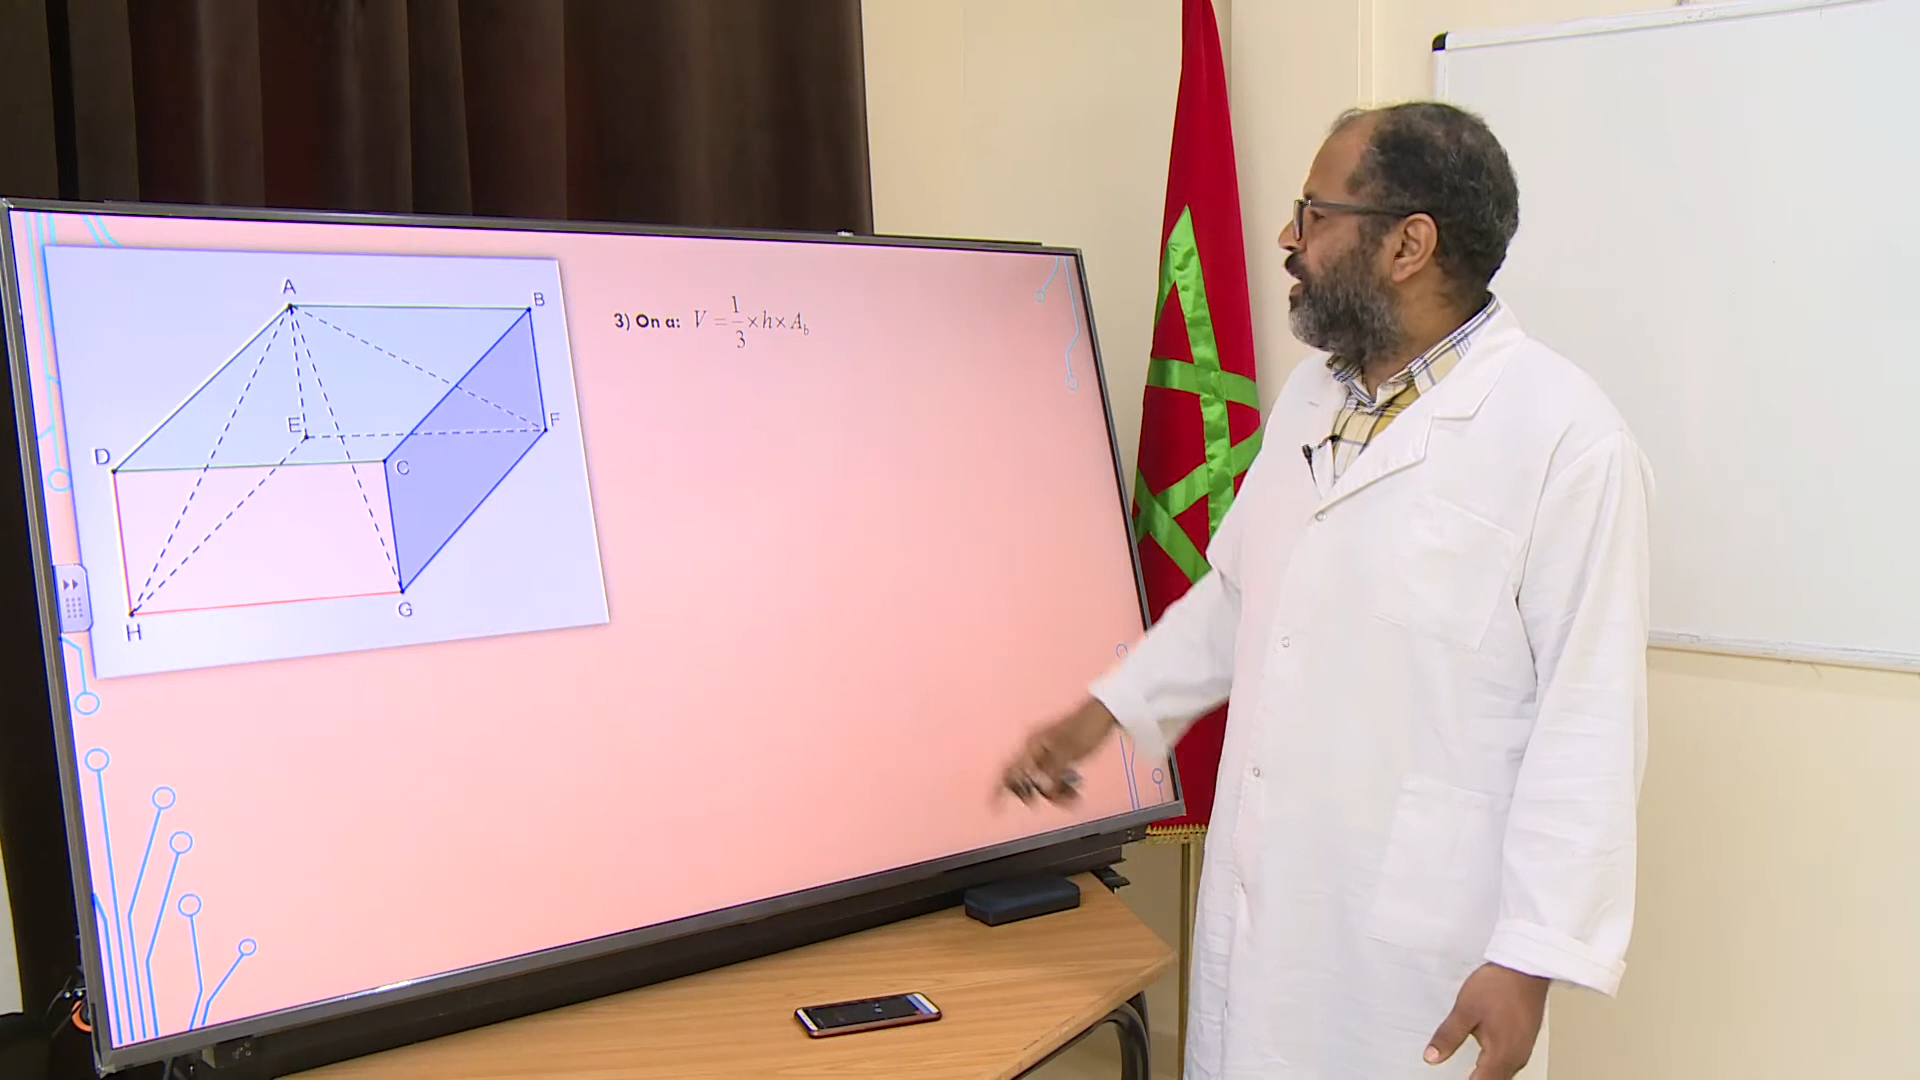 A
B
E
F
D
C
G
H
3) On a: V = 1/3 × h × A_b